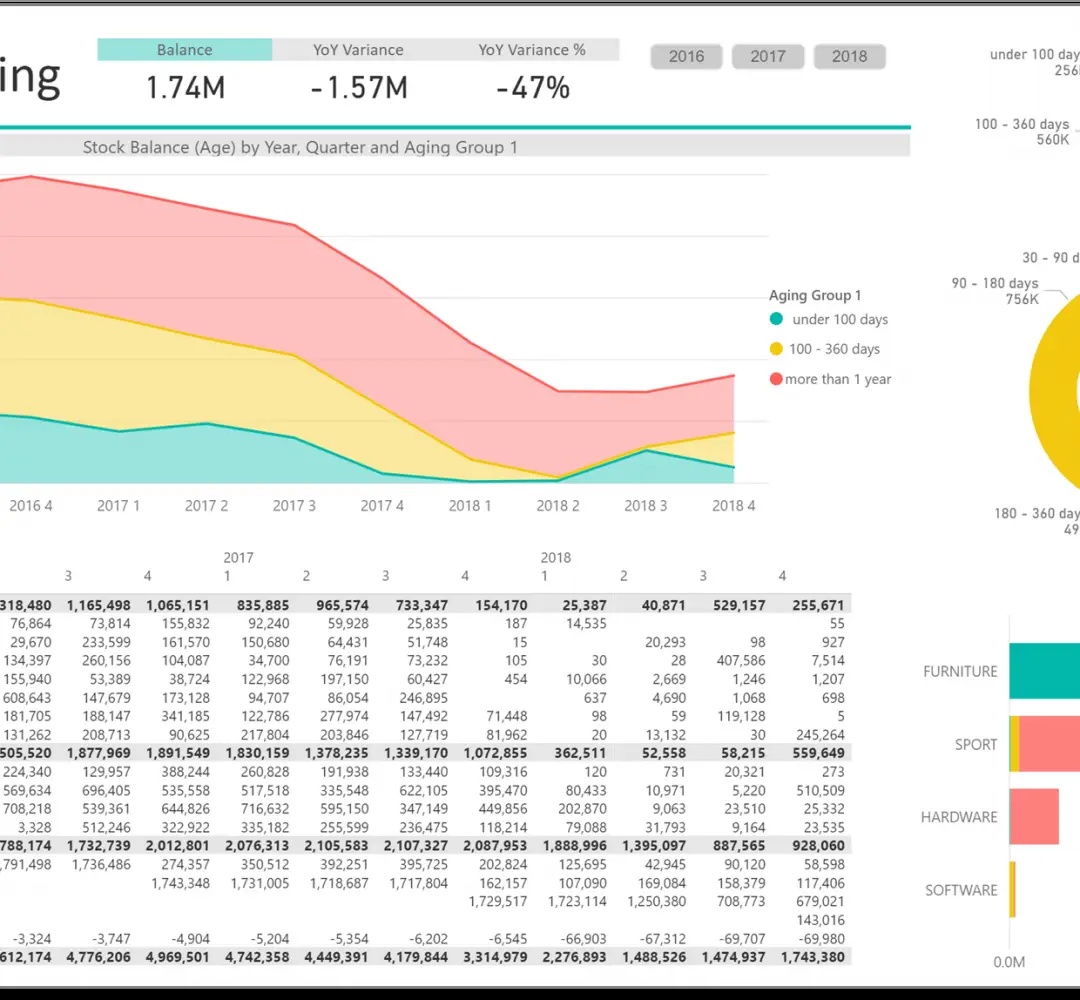 ing
Balance YoY Variance YoY Variance %
1.74M -1.57M -47%
2016 2017 2018
Stock Balance (Age) by Year, Quarter and Aging Group 1
Aging Group 1
under 100 days
100 - 360 days
more than 1 year
2016 4 2017 1 2017 2 2017 3 2017 4 2018 1 2018 2 2018 3 2018 4
2017 2018
3 4 1 2 3 4 1 2 3 4
318,480 1,165,498 1,065,151 835,885 965,574 733,347 154,170 25,387 40,871 529,157 255,671
76,864 73,814 155,832 92,240 59,928 25,835 187 14,535 55
29,670 233,599 161,570 150,680 64,431 51,748 15 20,293 98 927
134,397 260,156 104,087 34,700 76,191 73,232 105 30 28 407,586 7,514
155,940 53,389 38,724 122,968 197,150 60,427 454 10,066 2,669 1,246 1,207
608,643 147,679 173,128 94,707 86,054 246,895 637 4,690 1,068 698
181,705 188,147 341,185 122,786 277,974 147,492 71,448 98 59 119,128 5
131,262 208,713 90,625 217,804 203,846 127,719 81,962 20 13,132 30 245,264
505,520 1,877,969 1,891,549 1,830,159 1,378,235 1,339,170 1,072,855 362,511 52,558 58,215 559,649
224,340 129,957 388,244 260,828 191,938 133,440 109,316 120 731 20,321 273
569,634 696,405 535,558 517,518 335,548 622,105 395,470 80,433 10,971 5,220 510,509
708,218 539,361 644,826 716,632 595,150 347,149 449,856 202,870 9,063 23,510 25,332
3,328 512,246 322,922 335,182 255,599 236,475 118,214 79,088 31,793 9,164 23,535
788,174 1,732,739 2,012,801 2,076,313 2,105,583 2,107,327 2,087,953 1,888,996 1,395,097 887,565 928,060
,791,498 1,736,486 274,357 350,512 392,251 395,725 202,824 125,695 42,945 90,120 58,598
1,743,348 1,731,005 1,718,687 1,717,804 162,157 107,090 169,084 158,379 117,406
1,729,517 1,723,114 1,250,380 708,773 679,021
143,016
-3,324 -3,747 -4,904 -5,204 -5,354 -6,202 -6,545 -66,903 -67,312 -69,707 -69,980
612,174 4,776,206 4,969,501 4,742,358 4,449,391 4,179,844 3,314,979 2,276,893 1,488,526 1,474,937 1,743,380
under 100 day
256
100 - 360 days
560K
30 - 90 d
90 - 180 days
756K
180 - 360 day
49
FURNITURE
SPORT
HARDWARE
SOFTWARE
0.0M